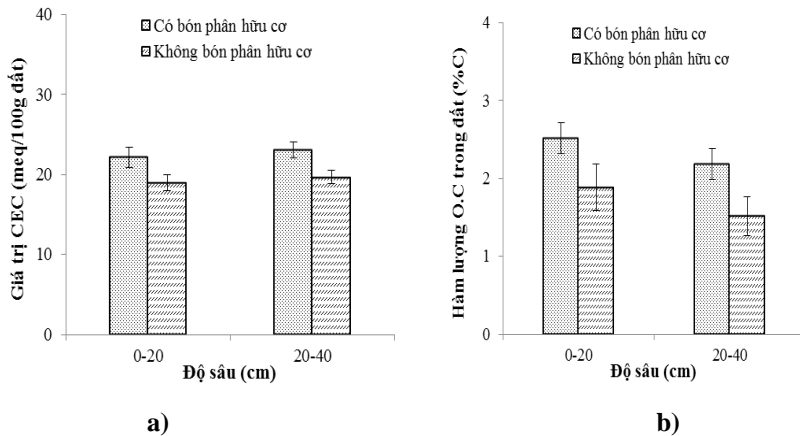 Giá trị CEC (meq/100g đất)
40
30
20
10
0
Có bón phân hữu cơ
Không bón phân hữu cơ
0-20
20-40
Độ sâu (cm)
a)
Hàm lượng O.C trong đất (%C)
4
3
2
1
0
Có bón phân hữu cơ
Không bón phân hữu cơ
0-20
20-40
Độ sâu (cm)
b)